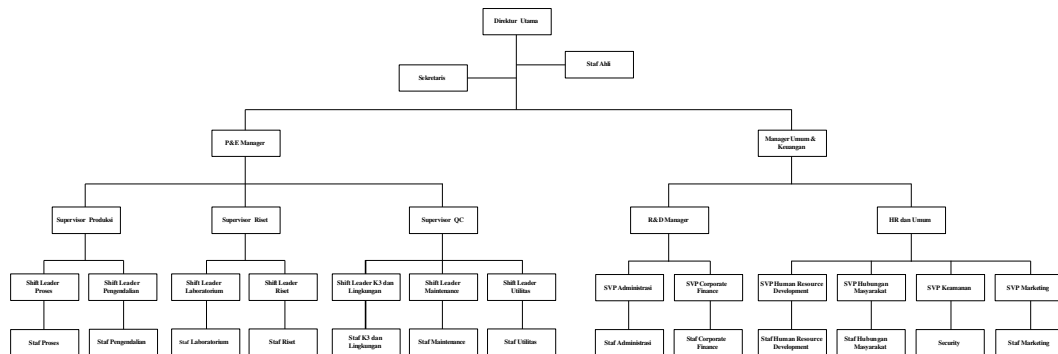 Direktur Utama
Staf Ahli
Sekretaris
P&E Manager
Manager Umum &
Keuangan
Supervisor Produksi
Supervisor Riset
Supervisor QC
R&D Manager
HR dan Umum
Shift Leader
Proses
Shift Leader
Pengendalian
Shift Leader
Laboratorium
Shift Leader
Riset
Shift Leader K3 dan
Lingkungan
Shift Leader
Maintenance
Shift Leader
Utilitas
SVP Administrasi
SVP Corporate
Finance
SVP Human Resource
Development
SVP Hubungan
Masyarakat
SVP Keamanan
SVP Marketing
Staf Proses
Staf Pengendalian
Staf Laboratorium
Staf Riset
Staf K3 dan
Lingkungan
Staf Maintenance
Staf Utilitas
Staf Administrasi
Staf Corporate
Finance
Staf Human Resource
Development
Staf Hubungan
Masyarakat
Security
Staf Marketing